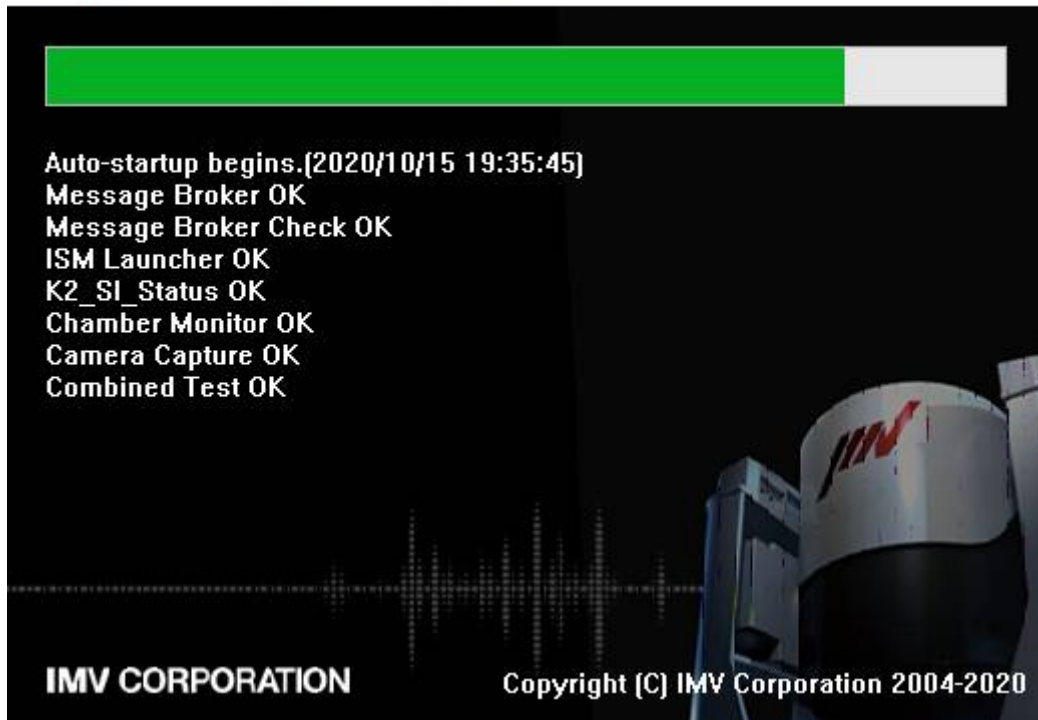 Auto-startup begins.(2020/10/15 19:35:45)
Message Broker OK
Message Broker Check OK
ISM Launcher OK
K2_SI_Status OK
Chamber Monitor OK
Camera Capture OK
Combined Test OK
IMV
IMV CORPORATION
Copyright (C) IMV Corporation 2004-2020